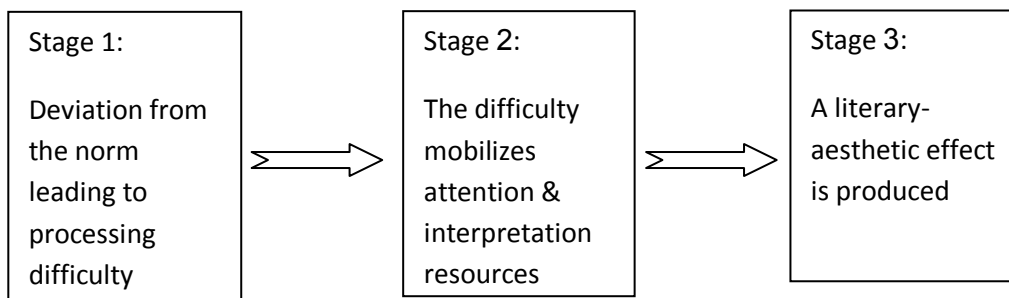 Stage 1:
Deviation from
the norm
leading to
processing
difficulty
Stage 2:
The difficulty
mobilizes
attention &
interpretation
resources
Stage 3:
A literary-
aesthetic effect
is produced